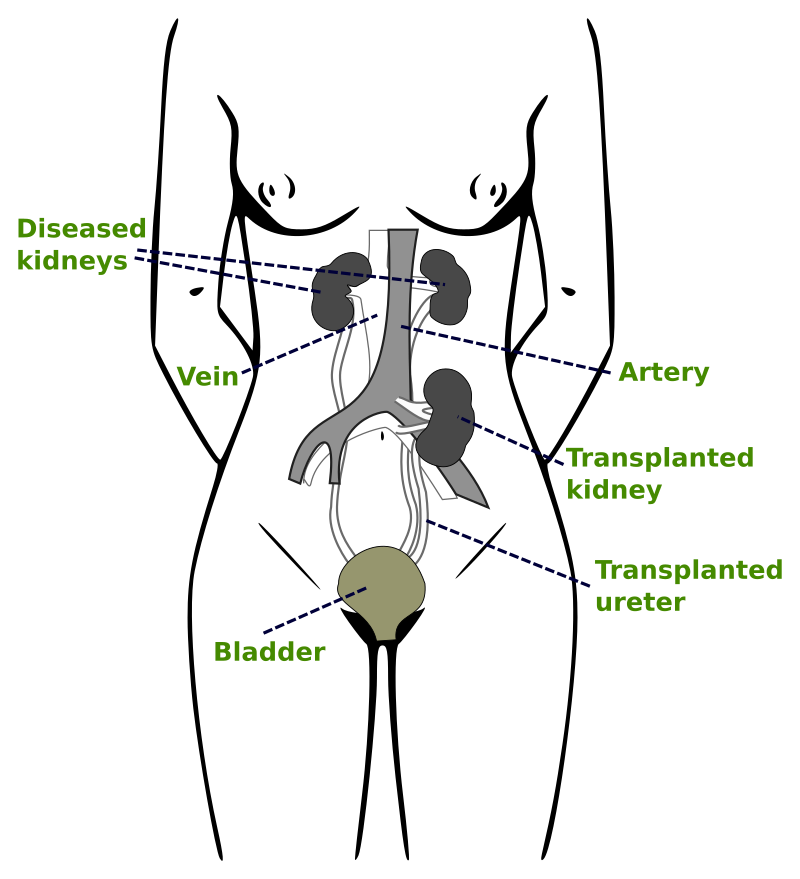 Diseased
kidneys
Vein
Artery
Transplanted
kidney
Transplanted
ureter
Bladder